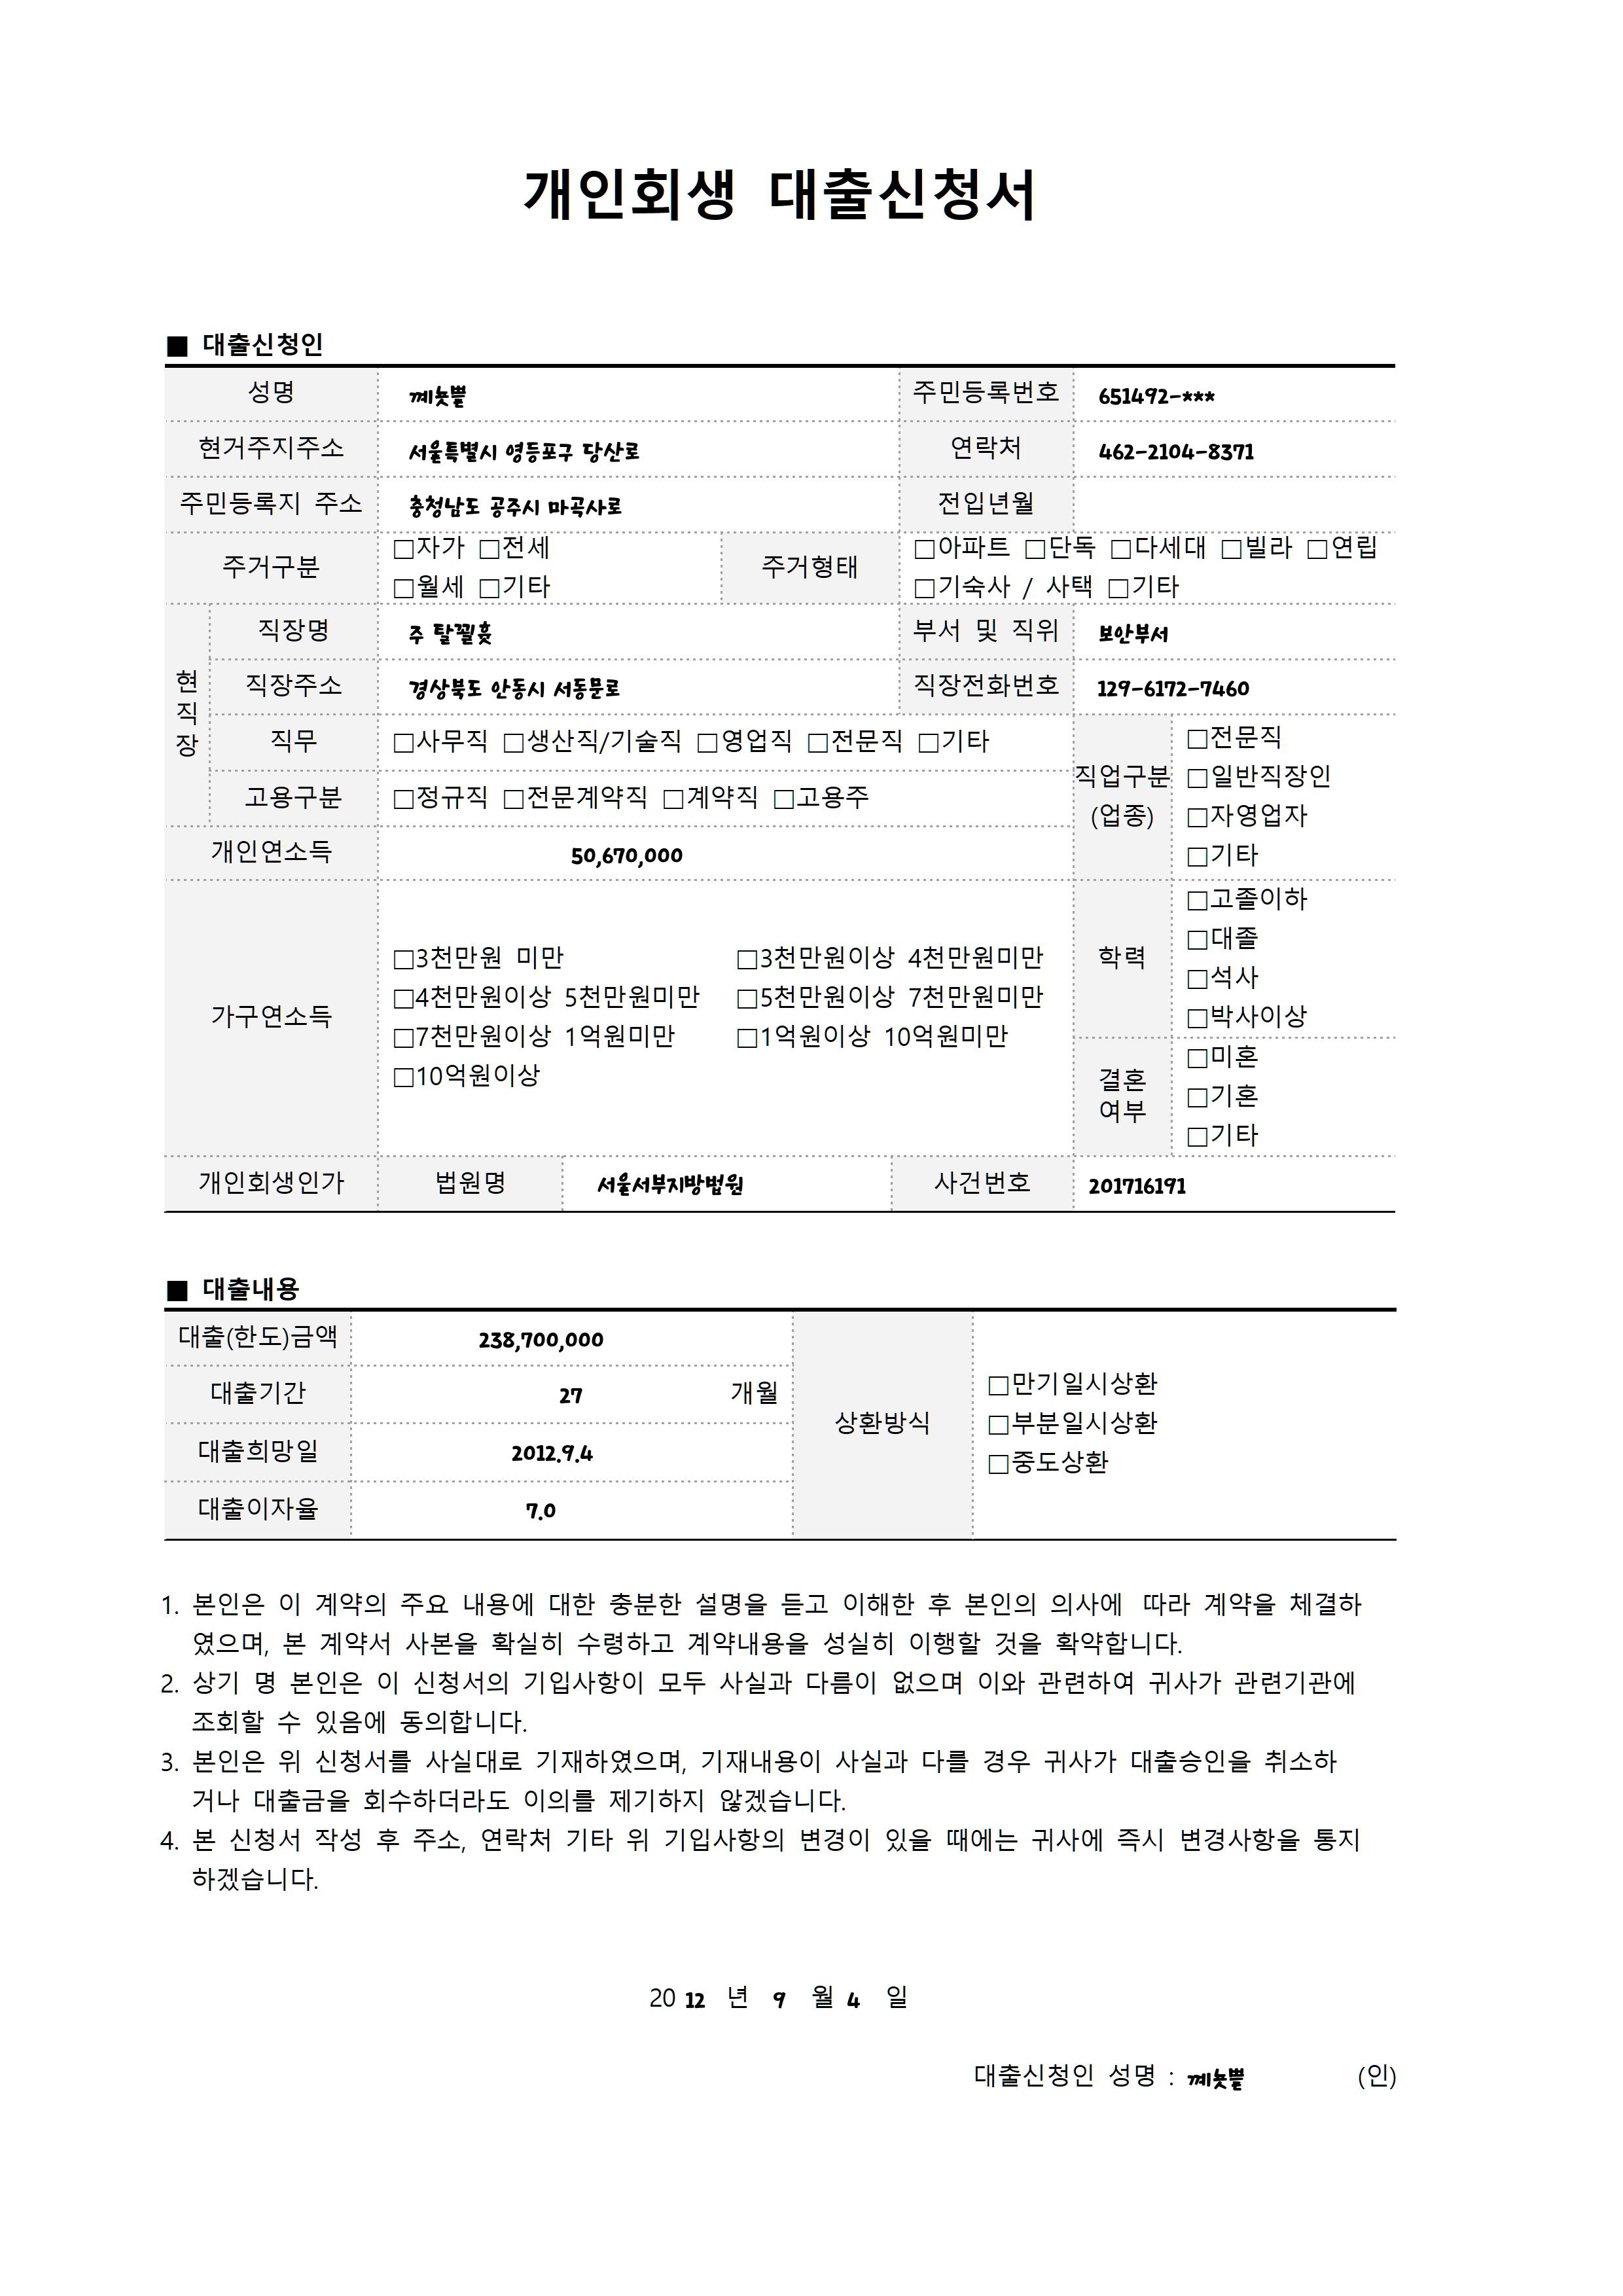 개인회생 대출신청서
■ 대출신청인
성명 꼐놋쁱 주민등록번호 651492-***
현거주지주소 서울특별시 영등포구 당산로 연락처 462-2104-8371
주민등록지 주소 충청남도 공주시 마곡사로 전입년월
주거구분 □자가 □전세 주거형태 □아파트 □단독 □다세대 □빌라 □연립
□월세 □기타 □기숙사 / 사택 □기타
현직장
직장명 주 부서 및 직위 보안부서
직장주소 경상북도 안동시 서동문로 직장전화번호 129-6172-7460
직무 □사무직 □생산직/기술직 □영업직 □전문직 □기타
고용구분 □정규직 □전문계약직 □계약직 □고용주
직업구분
(업종)
□전문직
□일반직장인
□자영업자
□기타
개인연소득 50,670,000
가구연소득
□3천만원 미만 □3천만원이상 4천만원미만
□4천만원이상 5천만원미만 □5천만원이상 7천만원미만
□7천만원이상 1억원미만 □1억원이상 10억원미만
□10억원이상
학력
□고졸이하
□대졸
□석사
□박사이상
결혼
여부
□미혼
□기혼
□기타
개인회생인가 법원명 서울서부지방법원 사건번호 201716191
■ 대출내용
대출(한도)금액 238,700,000
대출기간 27 개월
대출희망일 2012.9.4
대출이자율 7.0
상환방식
□만기일시상환
□부분일시상환
□중도상환
1. 본인은 이 계약의 주요 내용에 대한 충분한 설명을 듣고 이해한 후 본인의 의사에 따라 계약을 체결하
였으며, 본 계약서 사본을 확실히 수령하고 계약내용을 성실히 이행할 것을 확약합니다.
2. 상기 명 본인은 이 신청서의 기입사항이 모두 사실과 다름이 없으며 이와 관련하여 귀사가 관련기관에
조회할 수 있음에 동의합니다.
3. 본인은 위 신청서를 사실대로 기재하였으며, 기재내용이 사실과 다를 경우 귀사가 대출승인을 취소하
거나 대출금을 회수하더라도 이의를 제기하지 않겠습니다.
4. 본 신청서 작성 후 주소, 연락처 기타 위 기입사항의 변경이 있을 때에는 귀사에 즉시 변경사항을 통지
하겠습니다.
20 12 년 9 월 4 일
대출신청인 성명 : 꼐놋쁱 (인)